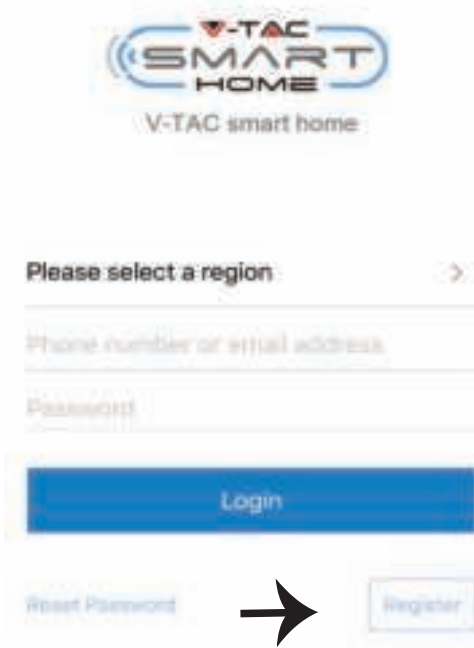 V-TAC
SMART
HOME
V-TAC smart home
Please select a region
Phone number or email address
Password
Login
Reset Password
Register